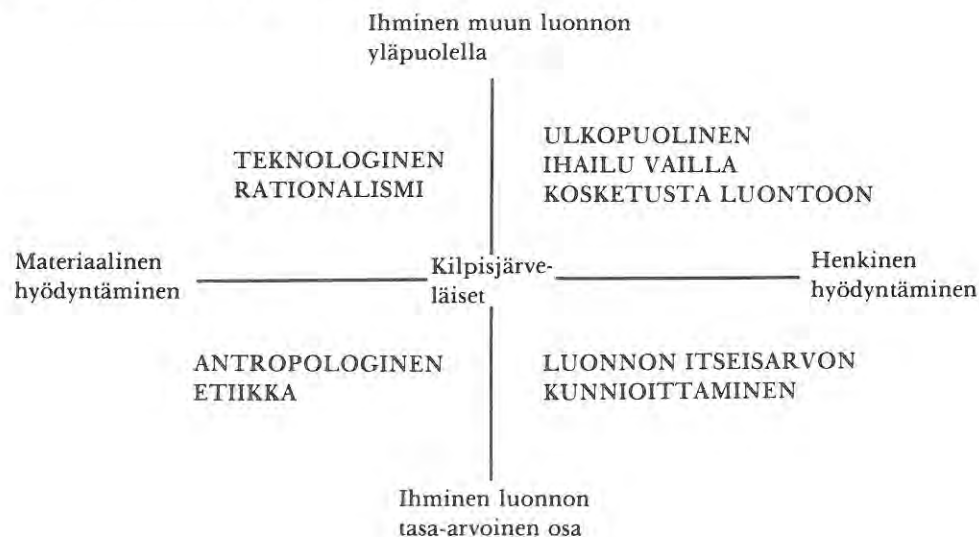 Ihminen muun luonnon
yläpuolella
TEKNOLOGINEN
RATIONALISMI
ULKOPUOLINEN
IHAILU VAILLA
KOSKETUSTA LUONTOON
Materiaalinen
hyödyntäminen
Kilpisjärve-
läiset
Henkinen
hyödyntäminen
ANTROPOLOGINEN
ETIIKKA
LUONNON ITSEISARVON
KUNNIOITTAMINEN
Ihminen luonnon
tasa-arvoinen osa